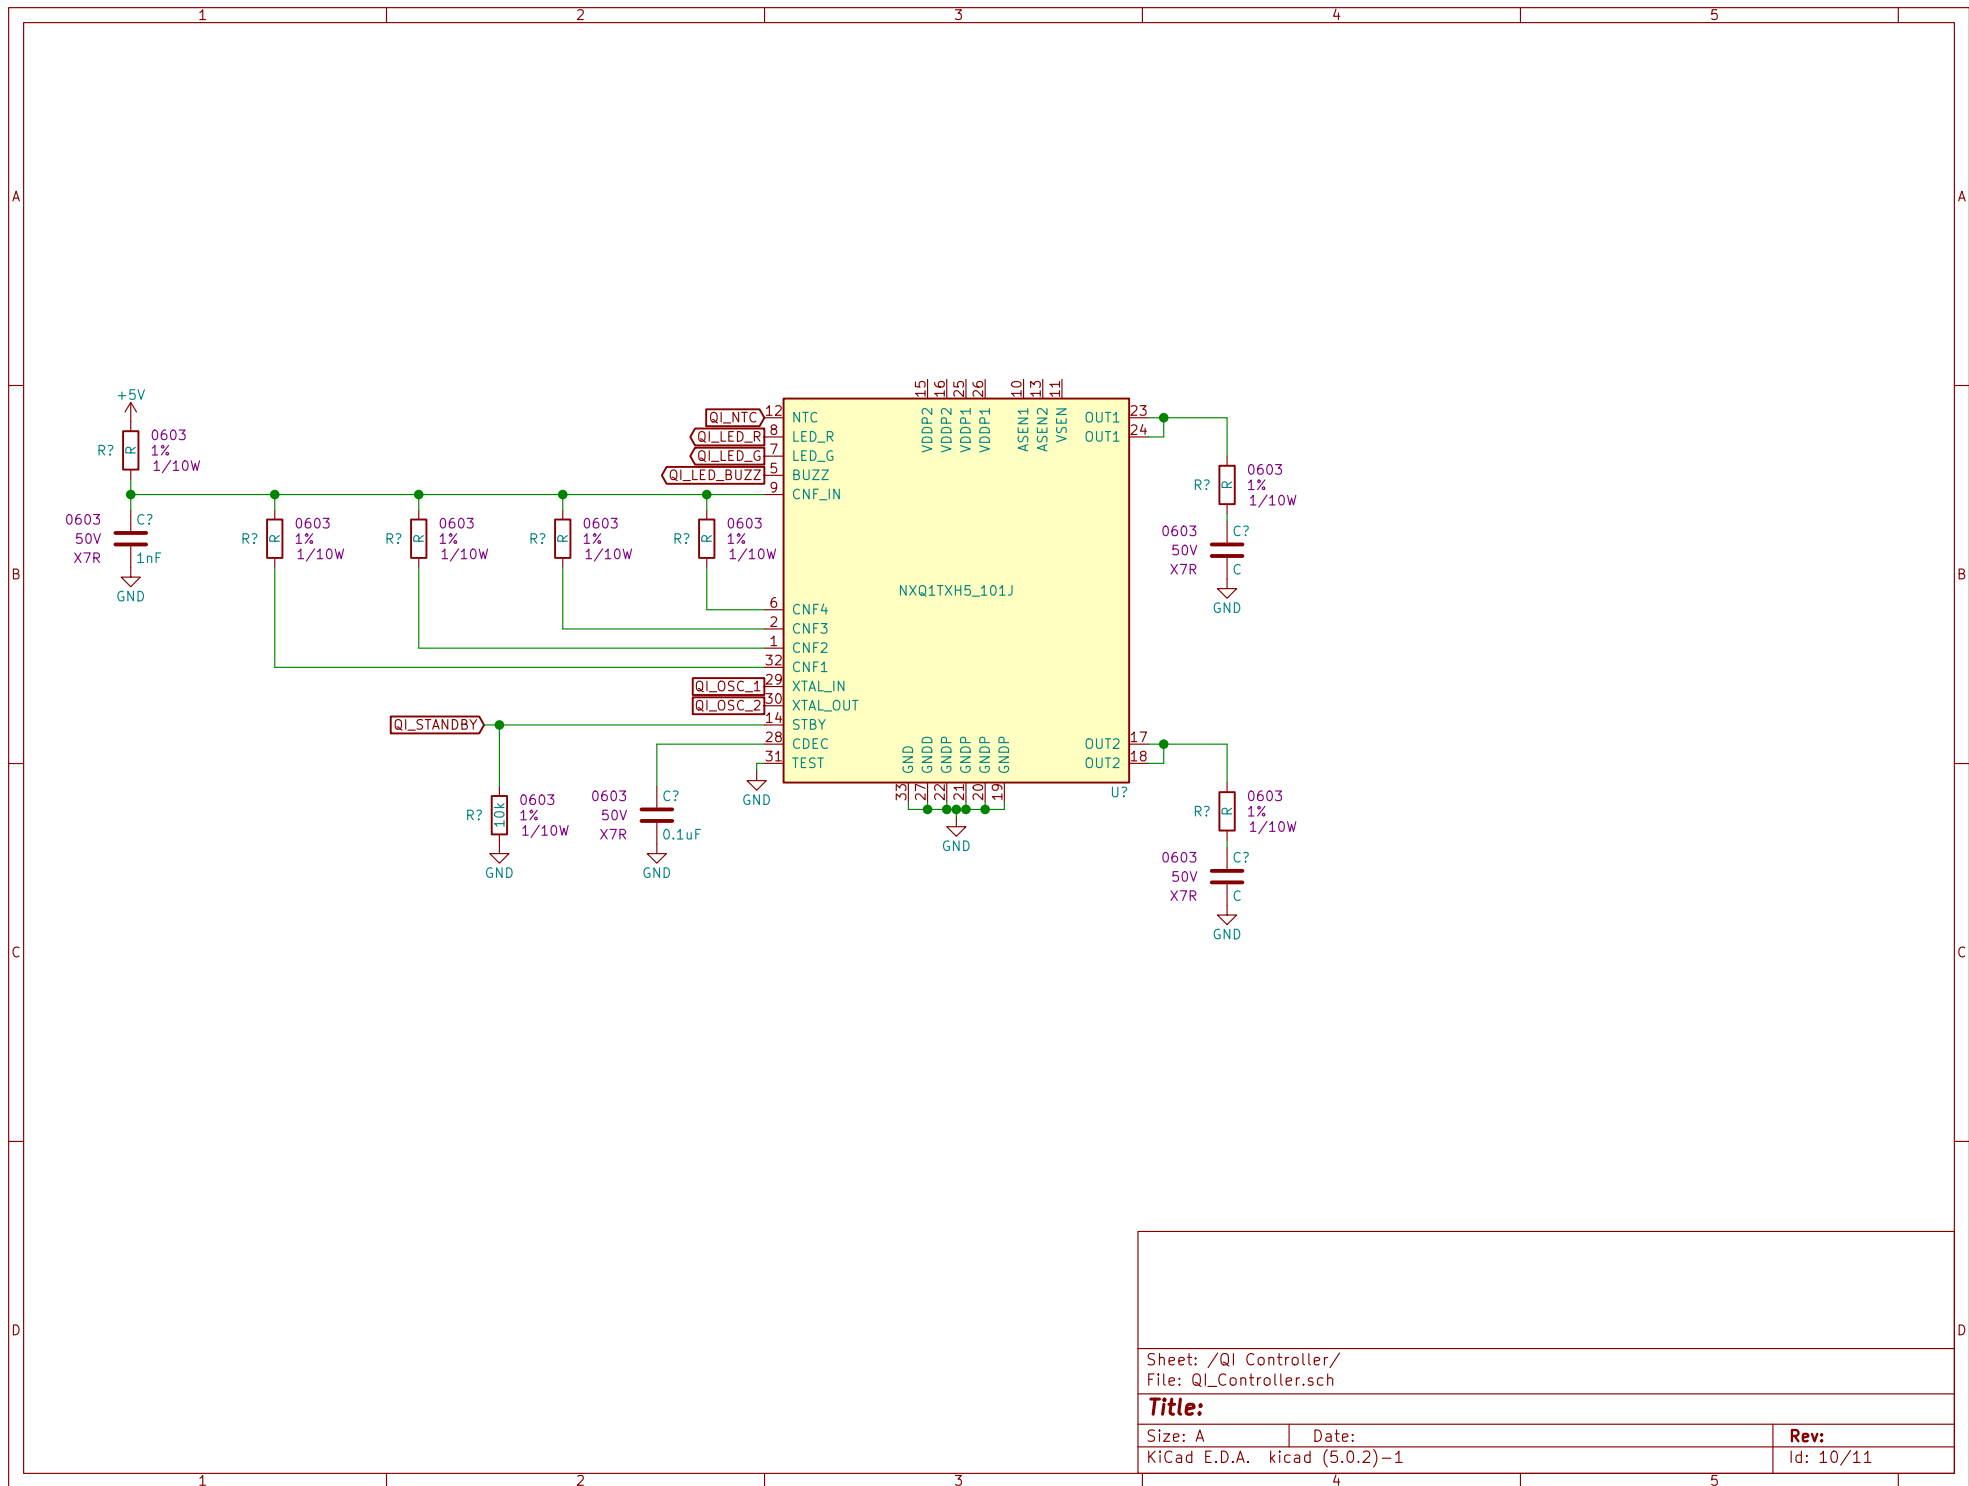 1 2 3 4 5
A A
+5V
R? R 0603
1%
1/10W
0603 C?
50V
X7R 1nF
GND
R? R 0603
1%
1/10W
R? R 0603
1%
1/10W
R? R 0603
1%
1/10W
R? R 0603
1%
1/10W
QI_NTC 12 NTC
QI_LED_R 8 LED_R
QI_LED_G 7 LED_G
QI_LED_BUZZ 5 BUZZ
9 CNF_IN
6 CNF4
2 CNF3
1 CNF2
32 CNF1
QI_OSC_1 29 XTAL_IN
QI_OSC_2 30 XTAL_OUT
QI_STANDBY 14 STBY
28 CDEC
31 TEST
GND
15 VDDP2
16 VDDP2
25 VDDP1
26 VDDP1
10 ASEN1
13 ASEN2
11 VSEN
OUT1 23
OUT1 24
NXQ1TXH5_101J
OUT2 17
OUT2 18
U?
GND 33
GNDD 27
GNDP 22
GNDP 21
GNDP 20
GNDP 19
GND
R? 10k 0603
1%
1/10W
GND
0603 C?
50V
X7R 0.1uF
GND
R? R 0603
1%
1/10W
0603 C?
50V
X7R C
GND
R? R 0603
1%
1/10W
0603 C?
50V
X7R C
GND
B B
C C
D D
Sheet: /QI Controller/
File: QI_Controller.sch
Title:
Size: A Date: Rev:
KiCad E.D.A. kicad (5.0.2)-1 Id: 10/11
1 2 3 4 5